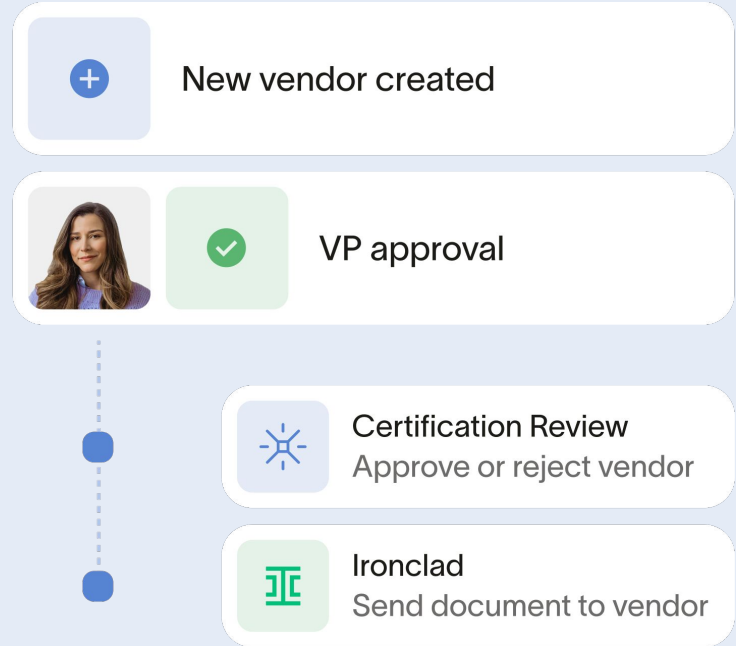 New vendor created
VP approval
Certification Review
Approve or reject vendor
Ironclad
Send document to vendor